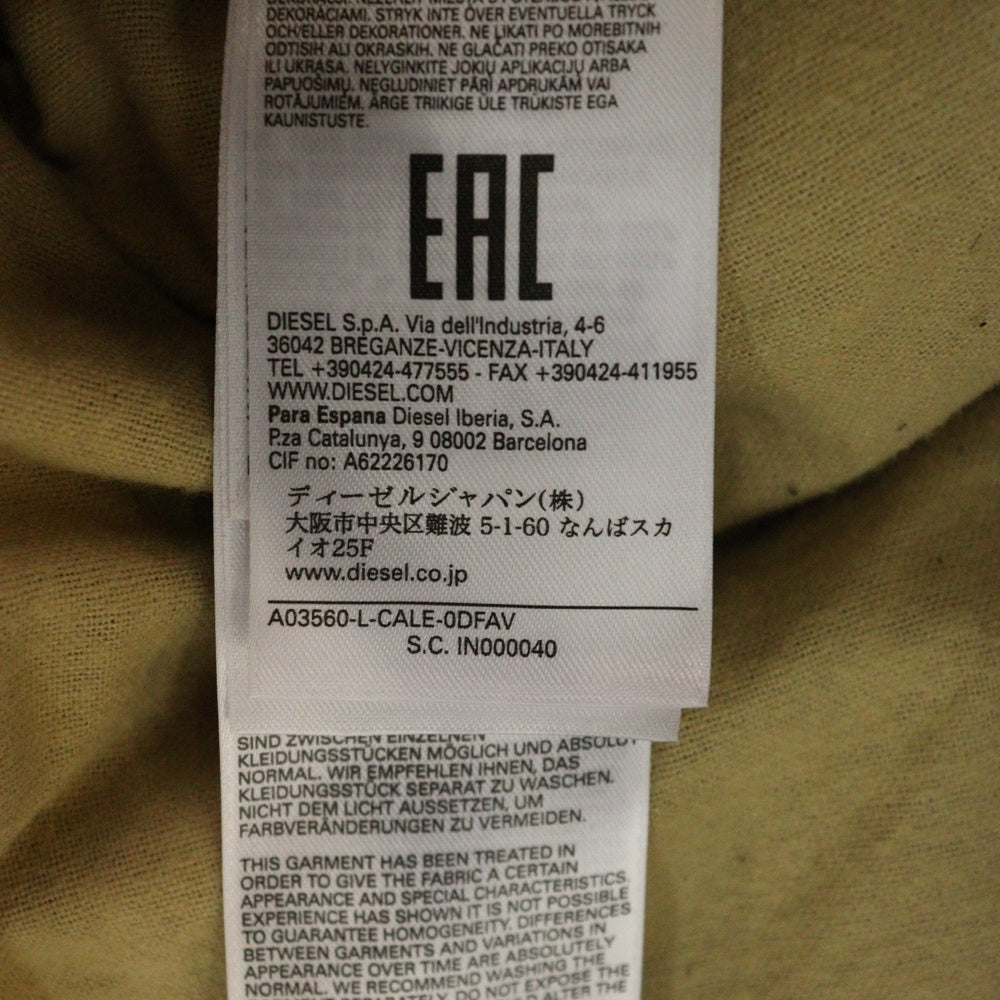 DEKORACIAMI. STRYK INTE ÖVER EVENTUELLA TRYCK
OCH/ELLER DEKORATIONER. NE LIKATI PO MOREBITNIH
ODTISIH ALI OKRASKIH. NE GLAČATI PREKO OTISAKA
ILI UKRASA. NELYGINKITE JOKIŲ APLIKACIJŲ ARBA
PAPUOŠIMŲ. NEGLUDINIET PĀRI APDRUKĀM VAI
ROTĀJUMIEM. ÄRGE TRIIKIGE ÜLE TRÜKISTE EGA
KAUNISTUSTE.
EAC
DIESEL S.p.A. Via dell'Industria, 4-6
36042 BREGANZE-VICENZA-ITALY
TEL +390424-477555 - FAX +390424-411955
WWW.DIESEL.COM
Para Espana Diesel Iberia, S.A.
P.za Catalunya, 9 08002 Barcelona
CIF no: A62226170
ディーゼルジャパン(株)
大阪市中央区難波 5-1-60 なんばスカ
イオ25F
www.diesel.co.jp
A03560-L-CALE-0DFAV
S.C. IN000040
SIND ZWISCHEN EINZELNEN
KLEIDUNGSSTÜCKEN MÖGLICH UND ABSOLUT
NORMAL. WIR EMPFEHLEN IHNEN, DAS
KLEIDUNGSSTÜCK SEPARAT ZU WASCHEN.
NICHT DEM LICHT AUSSETZEN, UM
FARBVERÄNDERUNGEN ZU VERMEIDEN.
THIS GARMENT HAS BEEN TREATED IN
ORDER TO GIVE THE FABRIC A CERTAIN
APPEARANCE AND SPECIAL CHARACTERISTICS.
EXPERIENCE HAS SHOWN IT IS NOT POSSIBLE
TO GUARANTEE HOMOGENEITY. DIFFERENCES
BETWEEN GARMENTS AND VARIATIONS IN
APPEARANCE OVER TIME ARE ABSOLUTELY
NORMAL. WE RECOMMEND WASHING THE
SEPARATELY. DO NOT EXPOSE THE
ALTER THE